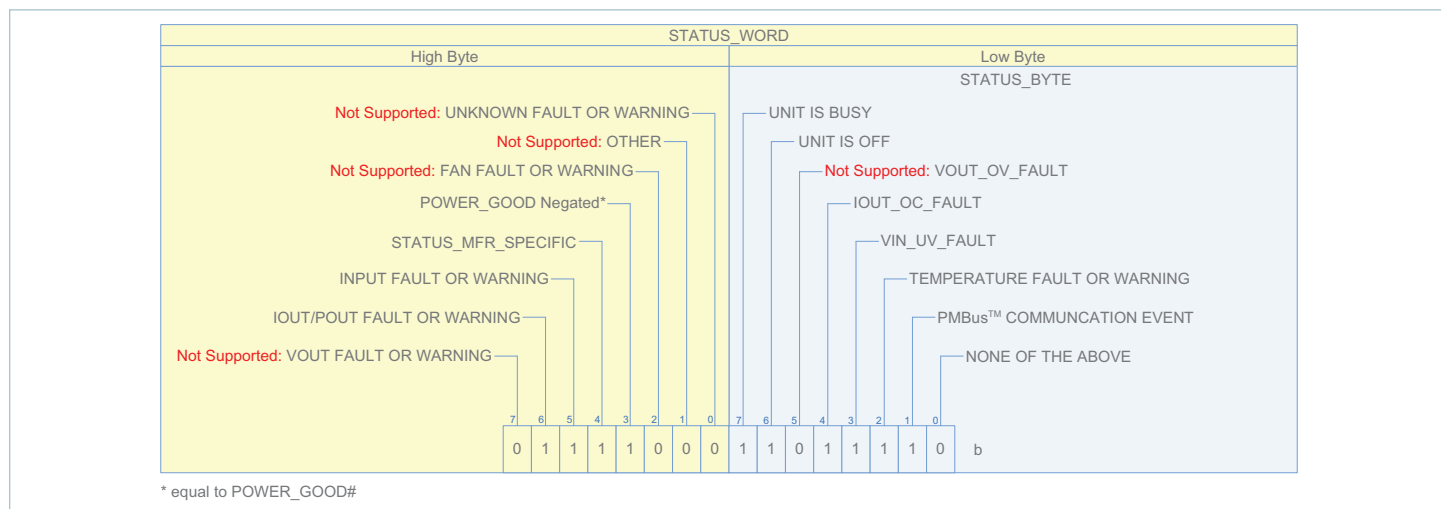 STATUS_WORD
High Byte
Low Byte
STATUS_BYTE
Not Supported: UNKNOWN FAULT OR WARNING
UNIT IS BUSY
Not Supported: OTHER
UNIT IS OFF
Not Supported: FAN FAULT OR WARNING
Not Supported: VOUT_OV_FAULT
POWER_GOOD Negated*
IOUT_OC_FAULT
STATUS_MFR_SPECIFIC
VIN_UV_FAULT
INPUT FAULT OR WARNING
TEMPERATURE FAULT OR WARNING
IOUT/POUT FAULT OR WARNING
PMBus™ COMMUNCATION EVENT
Not Supported: VOUT FAULT OR WARNING
NONE OF THE ABOVE
7 6 5 4 3 2 1 0 7 6 5 4 3 2 1 0
0 1 1 1 1 0 0 0 1 1 0 1 1 1 1 0 b
* equal to POWER_GOOD#